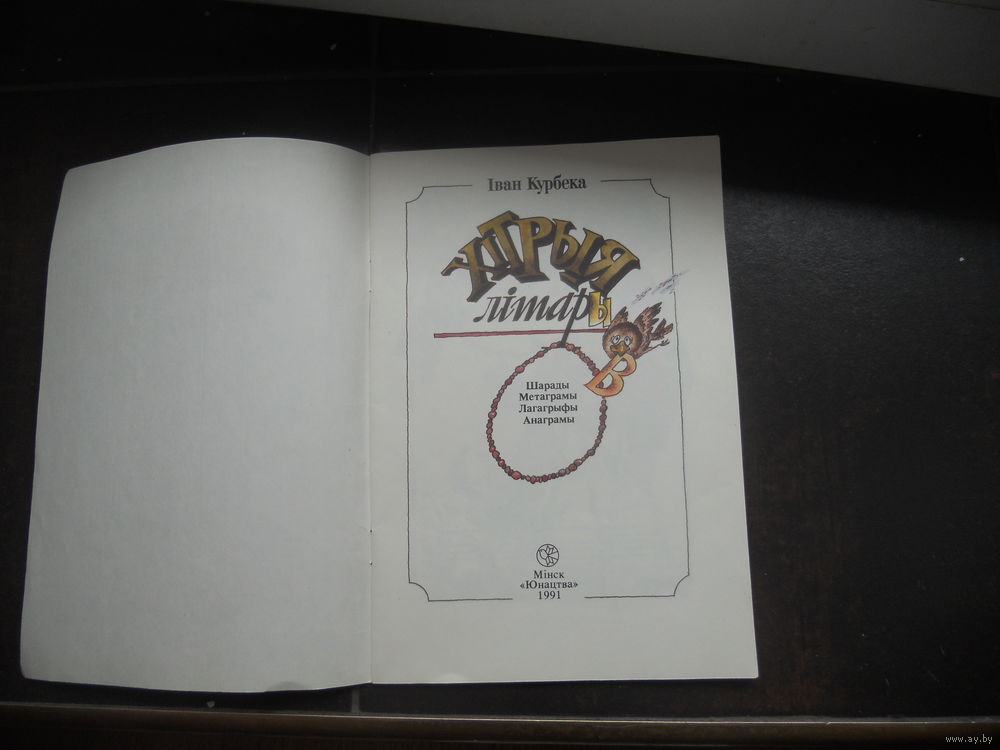 Іван Курбека
ХІТРЫЯ
літары
В
Шарады
Метаграмы
Лагагрыфы
Анаграмы
Мінск
«Юнацтва»
1991
www.ay.by